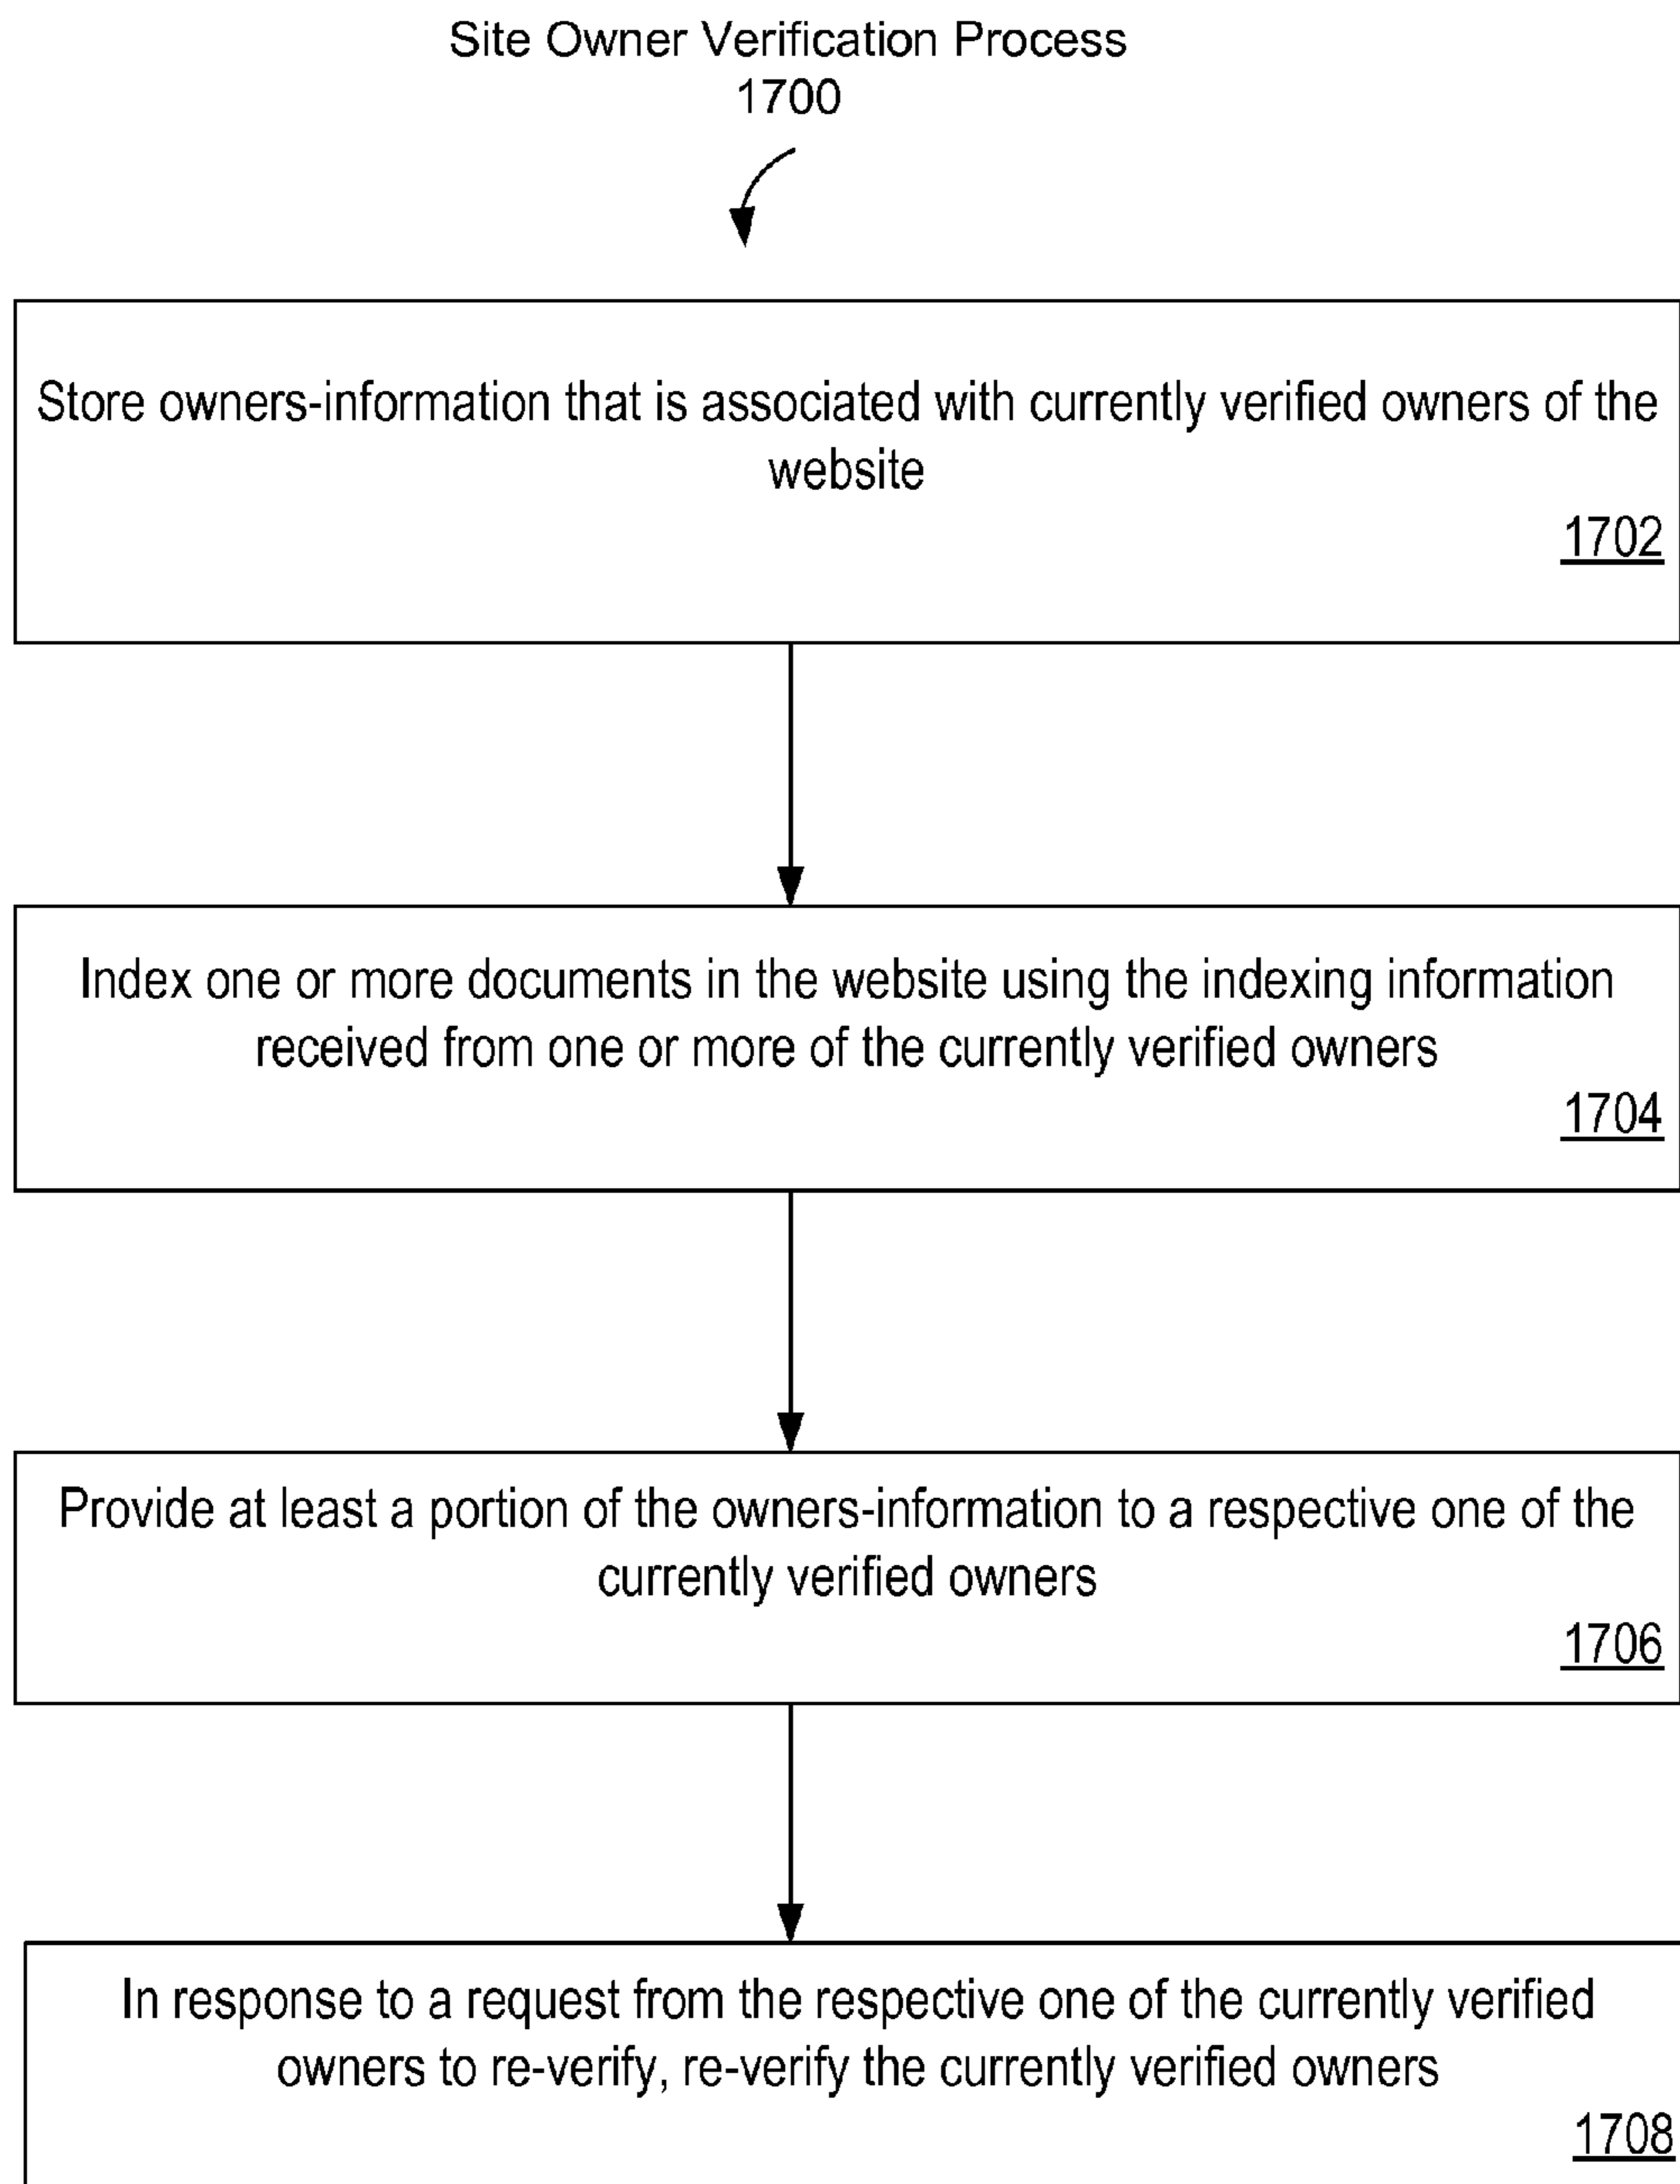 Site Owner Verification Process
1700
Store owners-information that is associated with currently verified owners of the
website
1702
Index one or more documents in the website using the indexing information
received from one or more of the currently verified owners
1704
Provide at least a portion of the owners-information to a respective one of the
currently verified owners
1706
In response to a request from the respective one of the currently verified
owners to re-verify, re-verify the currently verified owners
1708